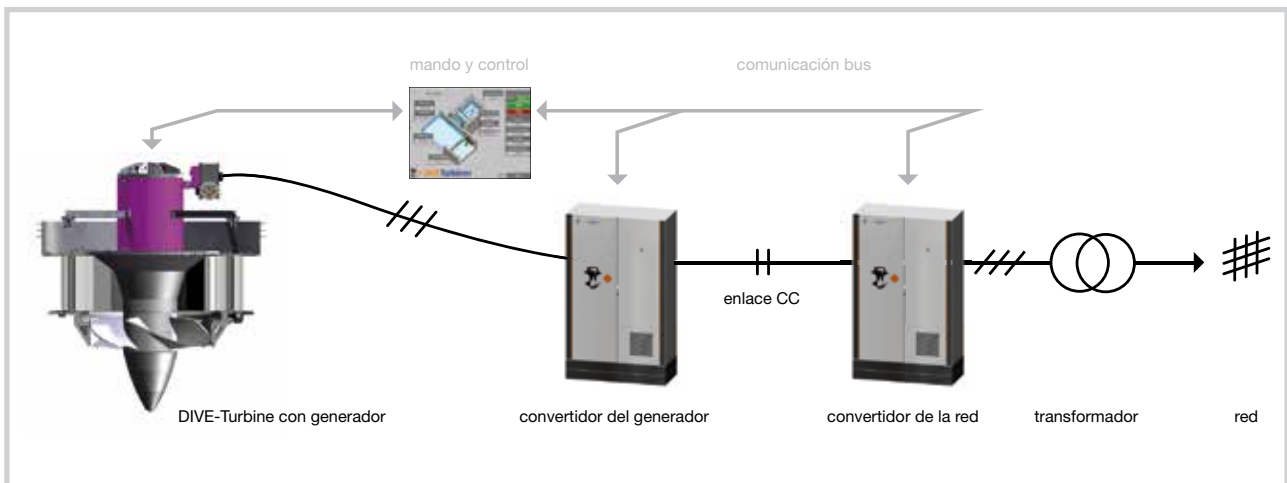 mando y control
comunicación bus
enlace CC
DIVE-Turbine con generador
convertidor del generador
convertidor de la red
transformador
red